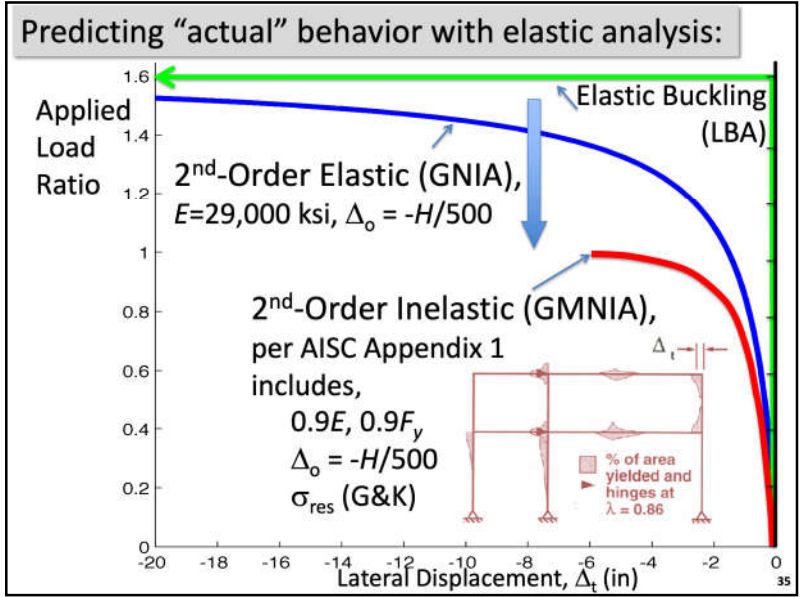 Predicting “actual” behavior with elastic analysis:
1.6
Applied
Load
Ratio
Elastic Buckling
(LBA)
1.4
2nd-Order Elastic (GNIA),
E=29,000 ksi, Δo = -H/500
1.2
1
2nd-Order Inelastic (GMNIA),
per AISC Appendix 1
includes,
0.9E, 0.9Fy
Δo = -H/500
σres (G&K)
0.8
0.6
0.4
0.2
0
Δ t
% of area
yielded and
hinges at
λ = 0.86
-20 -18 -16 -14 -12 -10 -8 -6 -4 -2 0
Lateral Displacement, Δt (in)
35